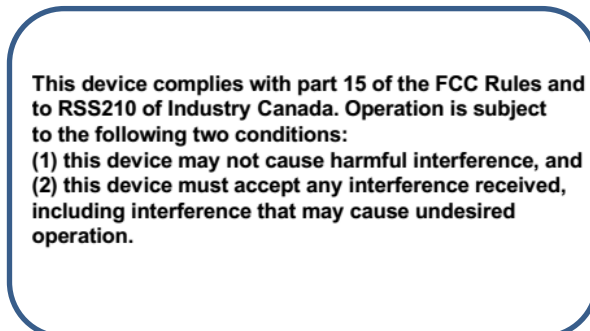 This device complies with part 15 of the FCC Rules and
to RSS210 of Industry Canada. Operation is subject
to the following two conditions:
(1) this device may not cause harmful interference, and
(2) this device must accept any interference received,
including interference that may cause undesired
operation.